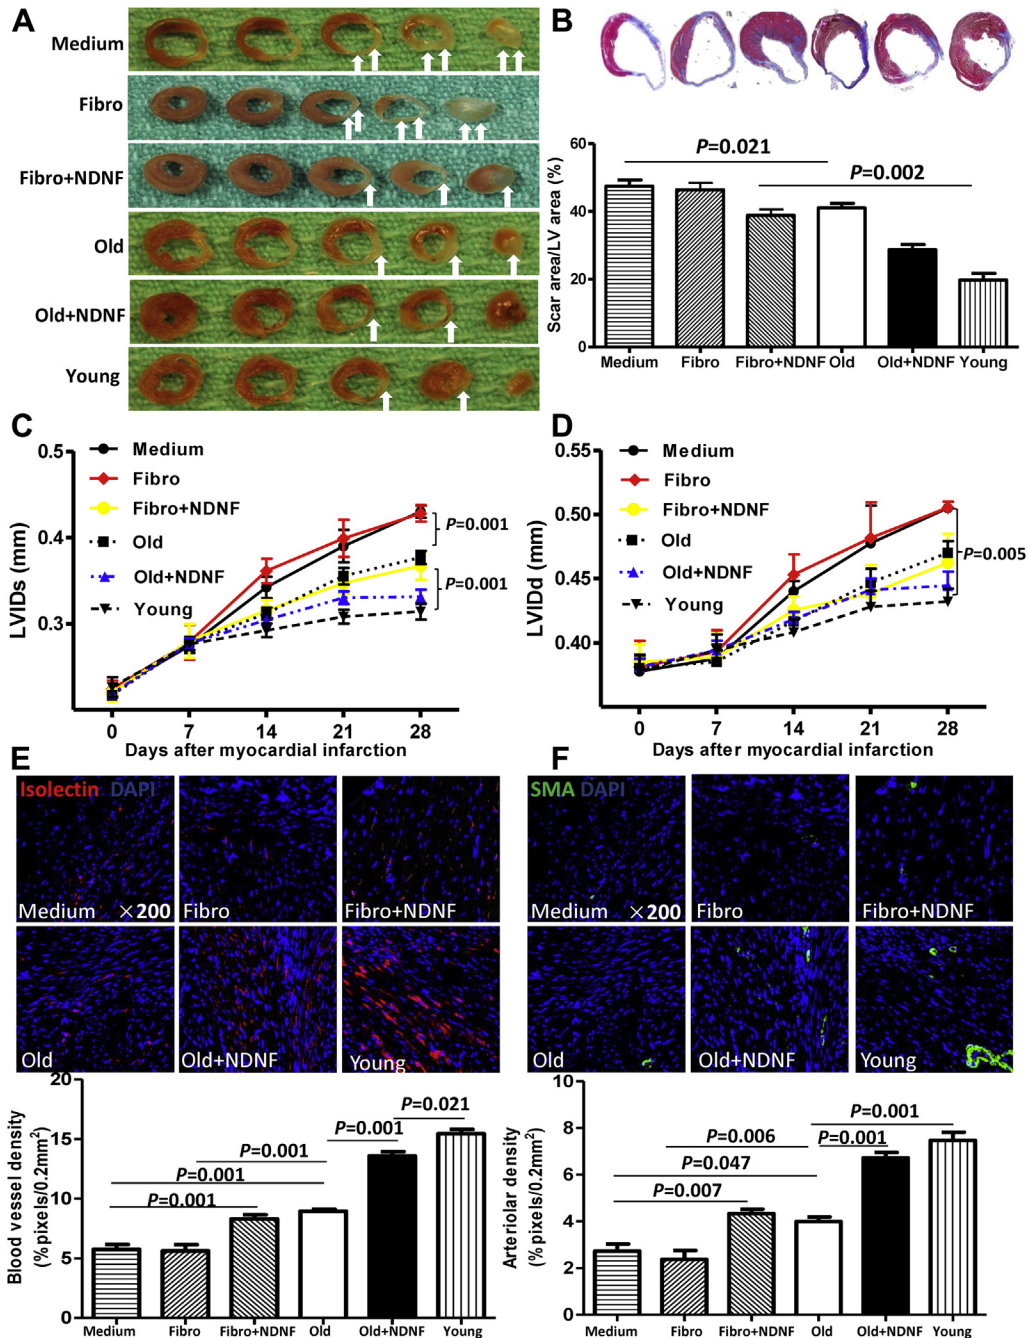 A
Medium
Fibro
Fibro+NDNF
Old
Old+NDNF
Young
B
Scar area/LV area (%)
60
40
20
0
P=0.021
P=0.002
Medium Fibro Fibro+NDNF Old Old+NDNF Young
C
LVIDs (mm)
0.5
0.4
0.3
Medium
Fibro
Fibro+NDNF
Old
Old+NDNF
Young
P=0.001
P=0.001
0 7 14 21 28
Days after myocardial infarction
D
LVIDd (mm)
0.55
0.50
0.45
0.40
Medium
Fibro
Fibro+NDNF
Old
Old+NDNF
Young
P=0.005
0 7 14 21 28
Days after myocardial infarction
E
Isolectin DAPI
Medium ×200
Fibro
Fibro+NDNF
Old
Old+NDNF
Young
Blood vessel density
(%pixels/0.2mm²)
20
15
10
5
0
P=0.021
P=0.001
P=0.001
P=0.001
P=0.001
Medium Fibro Fibro+NDNF Old Old+NDNF Young
F
SMA DAPI
Medium ×200
Fibro
Fibro+NDNF
Old
Old+NDNF
Young
Arteriolar density
(%pixels/0.2mm²)
10
8
6
4
2
0
P=0.001
P=0.006
P=0.001
P=0.047
P=0.007
Medium Fibro Fibro+NDNF Old Old+NDNF Young